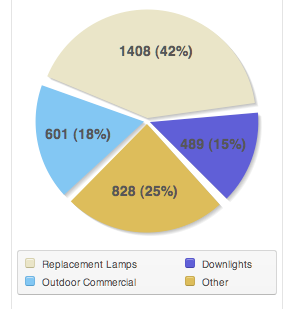 1408 (42%)
601 (18%)
489 (15%)
828 (25%)
Replacement Lamps
Downlights
Outdoor Commercial
Other